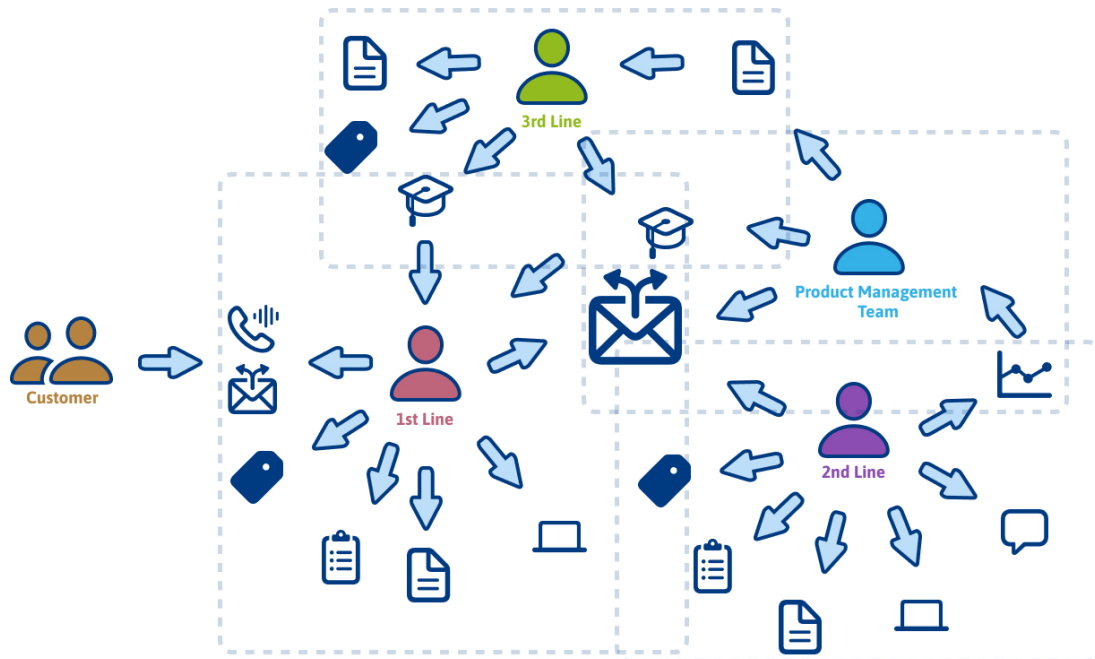 3rd Line
Product Management
Team
Customer
1st Line
2nd Line